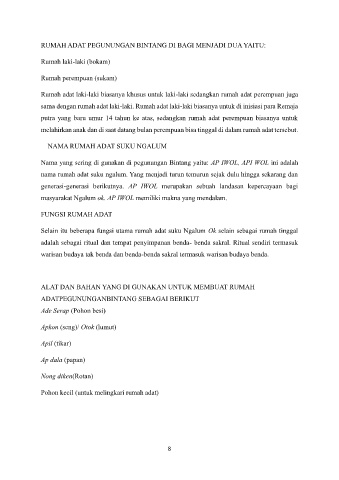 RUMAH ADAT PEGUNUNGAN BINTANG DI BAGI MENJADI DUA YAITU:
Rumah laki-laki (bokam)
Rumah perempuan (sukam)
Rumah adat laki-laki biasanya khusus untuk laki-laki sedangkan rumah adat perempuan juga
sama dengan rumah adat laki-laki. Rumah adat laki-laki biasanya untuk di inisiasi para Remaja
putra yang baru umur 14 tahun ke atas, sedangkan rumah adat perempuan biasanya untuk
melahirkan anak dan di saat datang bulan perempuan bisa tinggal di dalam rumah adat tersebut.
NAMA RUMAH ADAT SUKU NGALUM
Nama yang sering di gunakan di pegunungan Bintang yaitu: AP IWOL, API WOL ini adalah
nama rumah adat suku ngalum. Yang menjadi turun temurun sejak dulu hingga sekarang dan
generasi-generasi berikutnya. AP IWOL merupakan sebuah landasan kepercayaan bagi
masyarakat Ngalum ok. AP IWOL memiliki makna yang mendalam.
FUNGSI RUMAH ADAT
Selain itu beberapa fungsi utama rumah adat suku Ngalum Ok selain sebagai rumah tinggal
adalah sebagai ritual dan tempat penyimpanan benda- benda sakral. Ritual sendiri termasuk
warisan budaya tak benda dan benda-benda sakral termasuk warisan budaya benda.
ALAT DAN BAHAN YANG DI GUNAKAN UNTUK MEMBUAT RUMAH
ADATPEGUNUNGANBINTANG SEBAGAI BERIKUT
Ade Serap (Pohon besi)
Aphon (seng)/ Otok (lumut)
Apil (tikar)
Ap dala (papan)
Nong diken(Rotan)
Pohon kecil (untuk melingkari rumah adat)
8